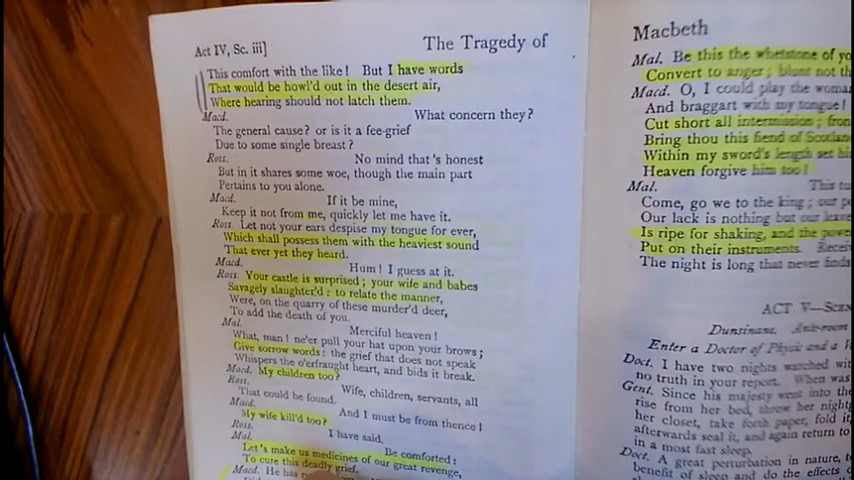 Act IV, Sc. iii]
The Tragedy of
This comfort with the like! But I have words
That would be howl'd out in the desert air,
Where hearing should not latch them.
Macd. What concern they?
The general cause? or is it a fee-grief
Due to some single breast?
Ross. No mind that's honest
But in it shares some woe, though the main part
Pertains to you alone.
Macd. If it be mine,
Keep it not from me, quickly let me have it.
Ross Let not your ears despise my tongue for ever,
Which shall possess them with the heaviest sound
That ever yet they heard.
Macd. Hum! I guess at it.
Ross. Your castle is surprised; your wife and babes
Savagely slaughter'd: to relate the manner,
Were, on the quarry of these murder'd deer,
To add the death of you.
Mal. Merciful heaven!
What, man! ne'er pull your hat upon your brows;
Give sorrow words: the grief that does not speak
Whispers the o'erfraught heart, and bids it break.
Macd. My children too?
Ross. Wife, children, servants, all
That could be found.
Macd. And I must be from thence!
My wife kill'd too?
Ross. I have said.
Mal. Be comforted:
Let's make us medicines of our great revenge,
To cure this deadly grief.
Macd. He has
Macbeth
Mal. Be this the whetstone of
Convert to anger; blunt not
Macd. O, I could play the
And braggart with my tongue!
Cut short all intermission;
Bring thou this fiend of
Within my sword's length set
Heaven forgive him too!
Mal. This
Come, go we to the king; our
Our lack is nothing but our
Is ripe for shaking, and the
Put on their instruments.
The night is long that never finds
ACT V—
Dunsinane.
Enter a Doctor of Physic and a
Doct. I have two nights watched
no truth in your report. When
Gent. Since his majesty went into the
rise from her bed, throw her
her closet, take forth paper, fold it,
afterwards seal it, and again return to
in a most fast sleep.
Doct. A great perturbation in nature,
benefit of sleep and do the effects